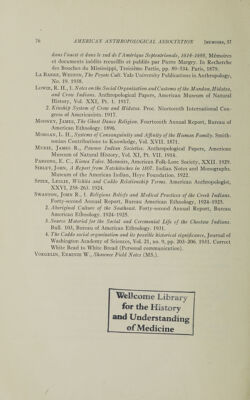 76 AMERICAN ANTHROPOLOGICAL ASSOCIATION [MEMOIRS, 57
dans l'ouest et dans le sud de l'Amérique Septentrionale, 1614-1698, Mémoires
et documents inédits recueillis et publiés par Pierre Margry. Ia Recherche
des Bouches du Mississipi, Troisième Partie, pp. 89-534. Paris, 1879.
LA BARRE, WESTON, The Peyote Cult. Yale University Publications in Anthropology,
No. 19. 1938.
LOWIE, R. H., 1. Notes on the Social Organization and Customs of the Mandan, Hidatsa,
and Crow Indians. Anthropological Papers, American Museum of Natural
History, Vol. XXI, Pt. 1. 1917.
2. Kinship System of Crow and Hidatsa. Proc. Nineteenth International Con-
gress of Americanists. 1917.
MOONEY, JAMES, The Ghost Dance Religion. Fourteenth Annual Report, Bureau of
American Ethnology. 1896.
MORGAN, L. H., Systems of Consanguinity and Affinity of the Human Family. Smith-
sonian Contributions to Knowledge, Vol. XVII. 1871.
MURIE, JAMES R., Pawnee Indian Societies. Anthropological Papers, American
Museum of Natural History, Vol. XI, Pt. VII. 1914.
PARSONS, E. C., Kiowa Tales. Memoirs, American Folk-Lore Society, XXII. 1929.
SIBLEY, JOHN, A Report from Natchitoches in 1807. Indian Notes and Monographs.
Museum of the American Indian, Heye Foundation. 1922.
SPIER, LESLIE, Wichita and Caddo Relationship Terms. American Anthropologist,
XXVI, 258-263. 1924.
SWANTON, JOHN R., 1. Religious Beliefs and Medical Practices of the Creek Indians.
Forty-second Annual Report, Bureau American Ethnology, 1924-1925.
2. Aboriginal Culture of the Southeast. Forty-second Annual Report, Bureau
American Ethnology, 1924-1925.
3. Source Material for the Social and Ceremonial Life of the Choctaw Indians.
Bull. 103, Bureau of American Ethnology. 1931.
4. The Caddo social organization and its possible historical significance, Journal of
Washington Academy of Sciences, Vol. 21, no. 9, pp. 203-206. 1931. Correct
White Bead to White Bread (Personal communication).
VOEGELIN, ERMINIE W., Shawnee Field Notes (MS.).
Wellcome Library
for the History
and Understanding
of Medicine